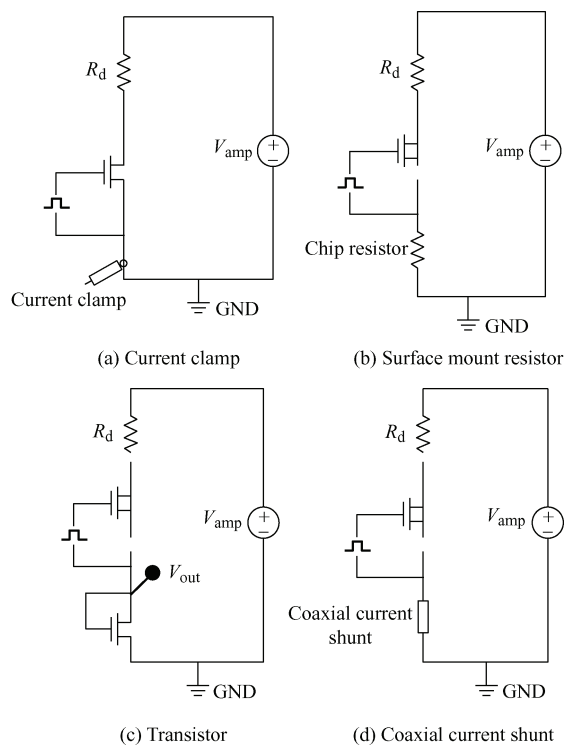 R_d
V_amp
Current clamp
GND
(a) Current clamp
R_d
V_amp
Chip resistor
GND
(b) Surface mount resistor
R_d
V_amp
V_out
GND
(c) Transistor
R_d
V_amp
Coaxial current
shunt
GND
(d) Coaxial current shunt